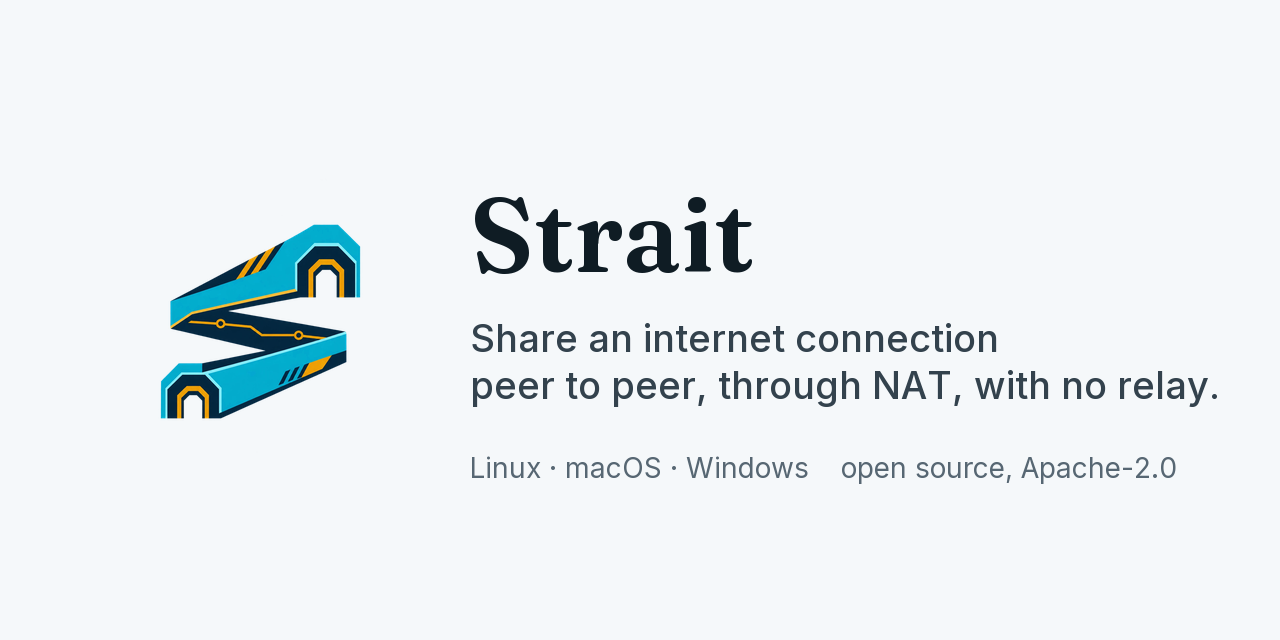 Strait
Share an internet connection
peer to peer, through NAT, with no relay.
Linux · macOS · Windows open source, Apache-2.0